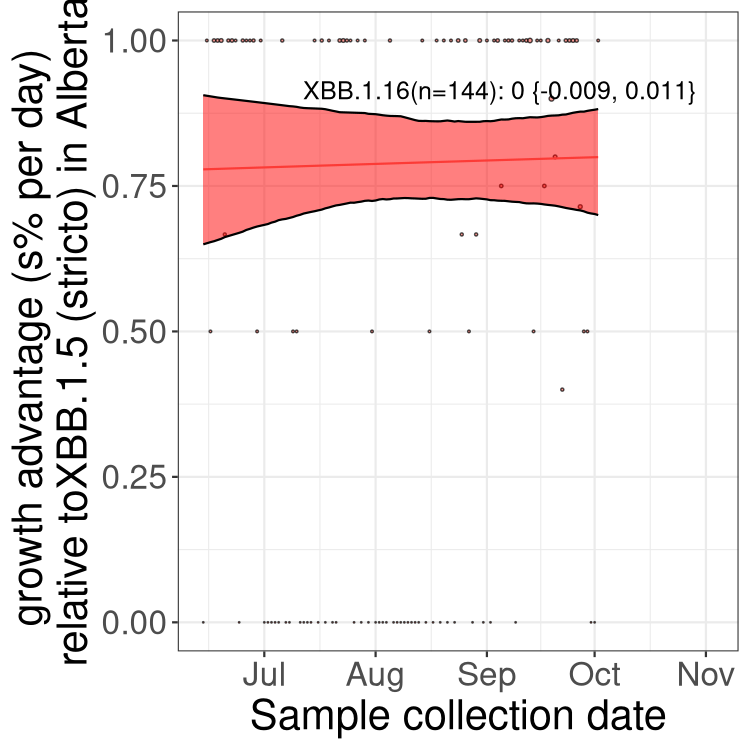 growth advantage (s% per day)
relative toXBB.1.5 (stricto) in Alberta
1.00
XBB.1.16(n=144): 0 {-0.009, 0.011}
0.75
0.50
0.25
0.00
Jul Aug Sep Oct Nov
Sample collection date